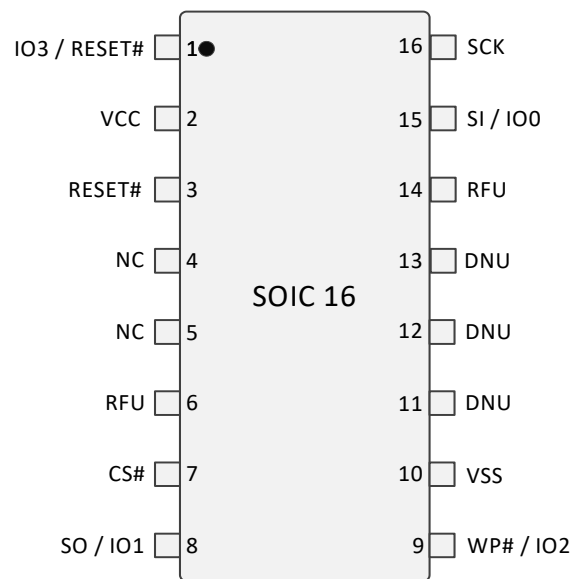 IO3 / RESET# 1 16 SCK
VCC 2 15 SI / IO0
RESET# 3 14 RFU
NC 4 13 DNU
SOIC 16
NC 5 12 DNU
RFU 6 11 DNU
CS# 7 10 VSS
SO / IO1 8 9 WP# / IO2